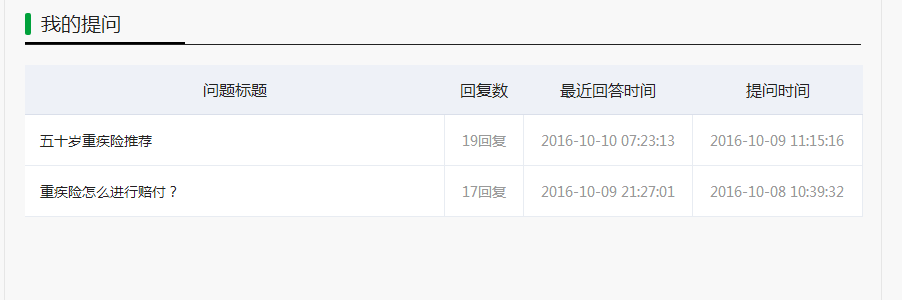 我的提问
问题标题 回复数 最近回答时间 提问时间
五十岁重疾险推荐 19回复 2016-10-10 07:23:13 2016-10-09 11:15:16
重疾险怎么进行赔付？ 17回复 2016-10-09 21:27:01 2016-10-08 10:39:32